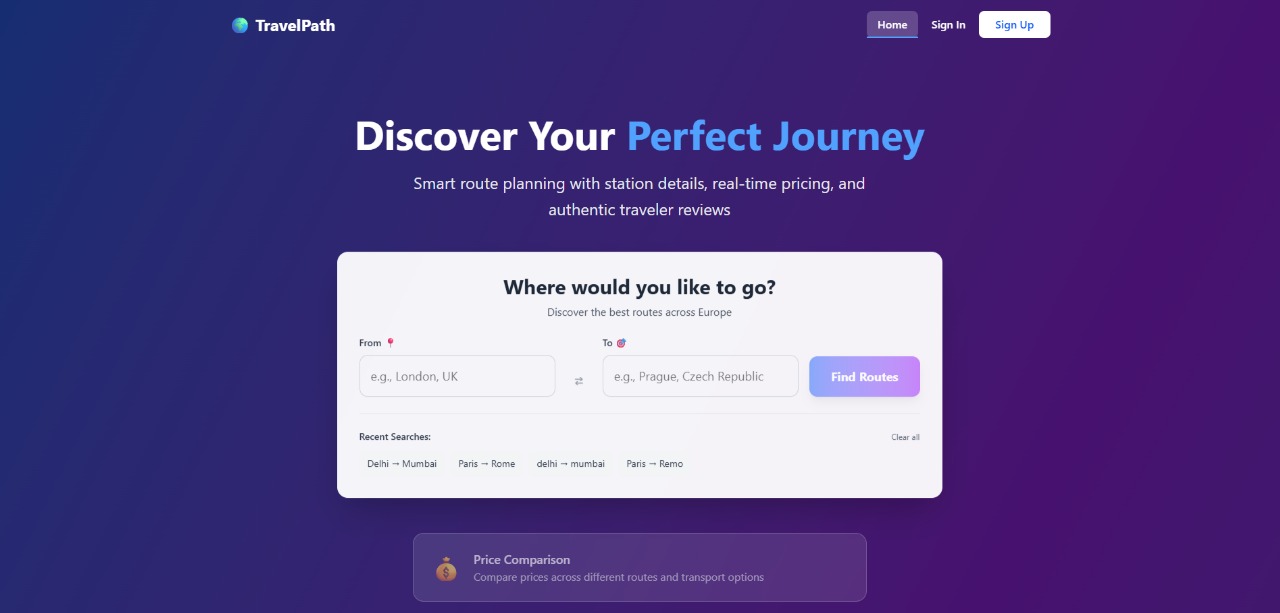 TravelPath
Home Sign In Sign Up
Discover Your Perfect Journey
Smart route planning with station details, real-time pricing, and
authentic traveler reviews
Where would you like to go?
Discover the best routes across Europe
From To
e.g., London, UK ⇄ e.g., Prague, Czech Republic Find Routes
Recent Searches: Clear all
Delhi → Mumbai Paris → Rome delhi → mumbai Paris → Remo
Price Comparison
Compare prices across different routes and transport options